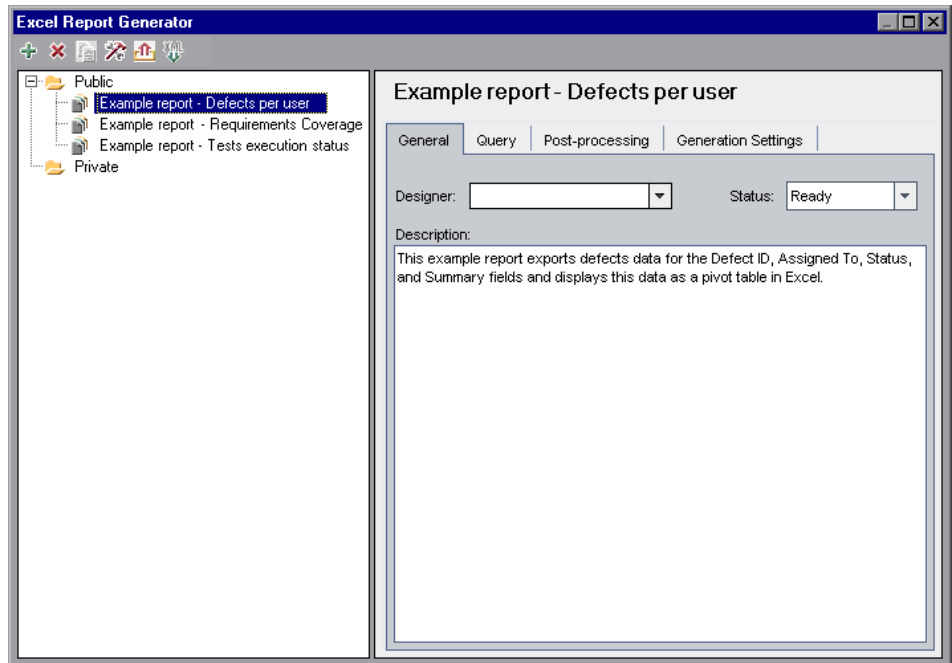 Excel Report Generator
Public
Example report - Defects per user
Example report - Requirements Coverage
Example report - Tests execution status
Private
Example report - Defects per user
General Query Post-processing Generation Settings
Designer: Status: Ready
Description:
This example report exports defects data for the Defect ID, Assigned To, Status,
and Summary fields and displays this data as a pivot table in Excel.